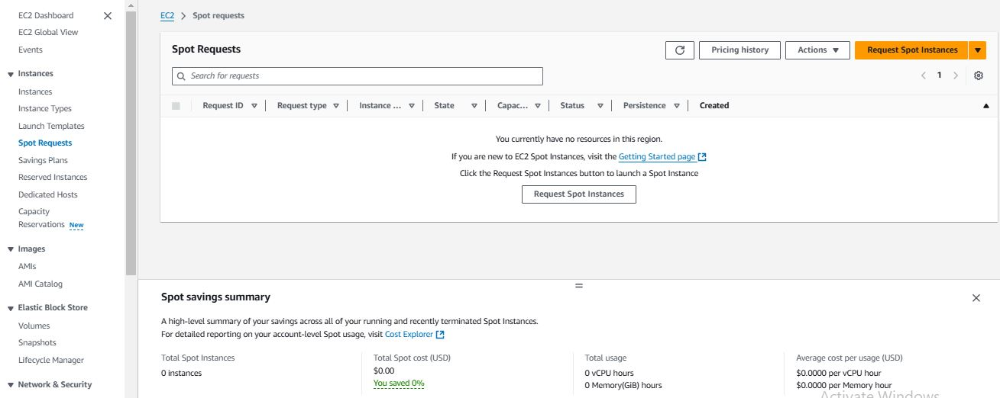 EC2 Dashboard
EC2 Global View
Events
Instances
Instances
Instance Types
Launch Templates
Spot Requests
Savings Plans
Reserved Instances
Dedicated Hosts
Capacity
Reservations New
Images
AMIs
AMI Catalog
Elastic Block Store
Volumes
Snapshots
Lifecycle Manager
Network & Security
EC2 > Spot requests
Spot Requests
Pricing history
Actions
Request Spot Instances
Search for requests
1
Request ID
Request type
Instance ...
State
Capac...
Status
Persistence
Created
You currently have no resources in this region.
If you are new to EC2 Spot Instances, visit the Getting Started page
Click the Request Spot Instances button to launch a Spot Instance
Request Spot Instances
Spot savings summary
A high-level summary of your savings across all of your running and recently terminated Spot Instances.
For detailed reporting on your account-level Spot usage, visit Cost Explorer
Total Spot Instances
0 instances
Total Spot cost (USD)
$0.00
You saved 0%
Total usage
0 vCPU hours
0 Memory(GiB) hours
Average cost per usage (USD)
$0.0000 per vCPU hour
$0.0000 per Memory hour
Activate Windows